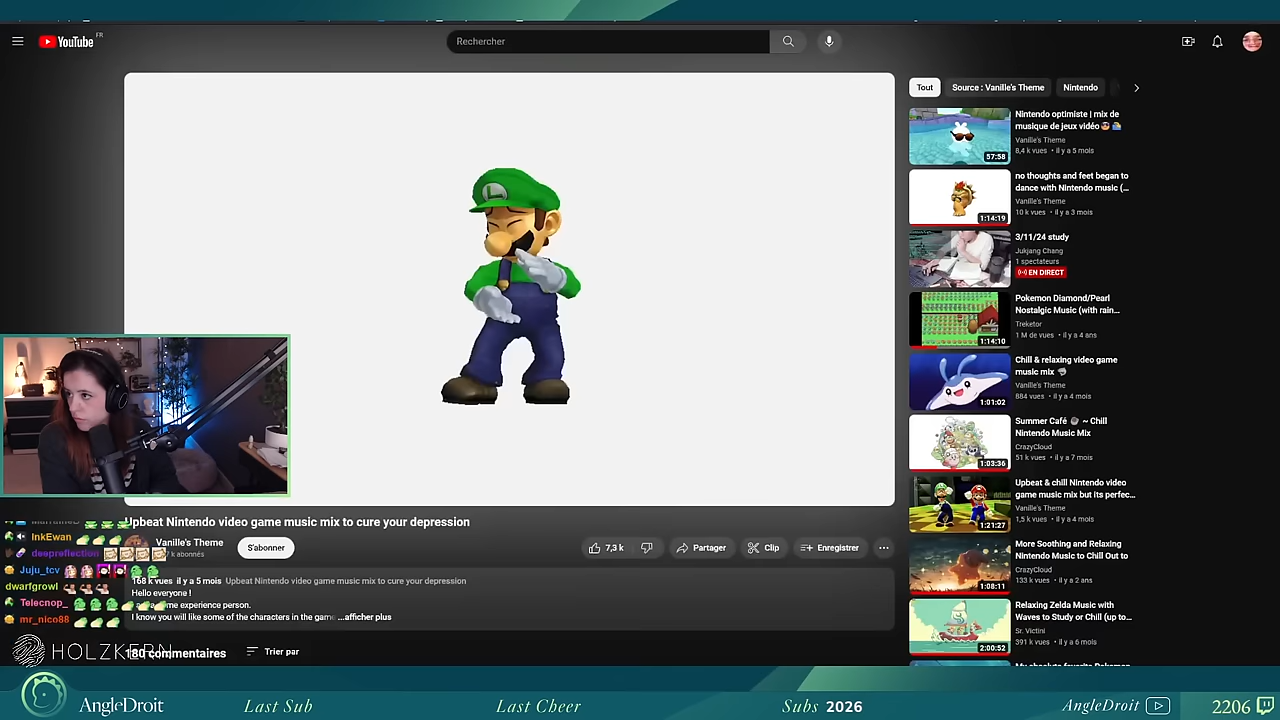 YouTube FR
Rechercher
Tout
Source : Vanille's Theme
Nintendo
Nintendo optimiste | mix de
musique de jeux vidéo
Vanille's Theme
8,4 k vues • il y a 5 mois
57:58
no thoughts and feet began to
dance with Nintendo music (...
Vanille's Theme
10 k vues • il y a 3 mois
1:14:19
3/11/24 study
Jukjang Chang
1 spectateurs
EN DIRECT
Pokemon Diamond/Pearl
Nostalgic Music (with rain...
Treketor
1 M de vues • il y a 4 ans
1:14:10
Chill & relaxing video game
music mix
Vanille's Theme
884 vues • il y a 4 mois
1:01:02
Summer Café ~ Chill
Nintendo Music Mix
CrazyCloud
51 k vues • il y a 7 mois
1:03:36
Upbeat & chill Nintendo video
game music mix but its perfec...
Vanille's Theme
1,5 k vues • il y a 4 mois
1:21:27
More Soothing and Relaxing
Nintendo Music to Chill Out to
CrazyCloud
133 k vues • il y a 2 ans
1:08:11
Relaxing Zelda Music with
Waves to Study or Chill (up to...
Sr. Victini
391 k vues • il y a 6 mois
2:00:52
L
Upbeat Nintendo video game music mix to cure your depression
Vanille's Theme
k abonnés
S'abonner
7,3 k
Partager
Clip
Enregistrer
168 k vues il y a 5 mois Upbeat Nintendo video game music mix to cure your depression
Hello everyone !
me experience person.
I know you will like some of the characters in the game ...afficher plus
180 commentaires
Trier par
InkEwan
deepreflection
Juju_tcv
dwarfgrowl
Telecnop_
mr_nico88
AngleDroit
Last Sub
Last Cheer
Subs 2026
AngleDroit
2206